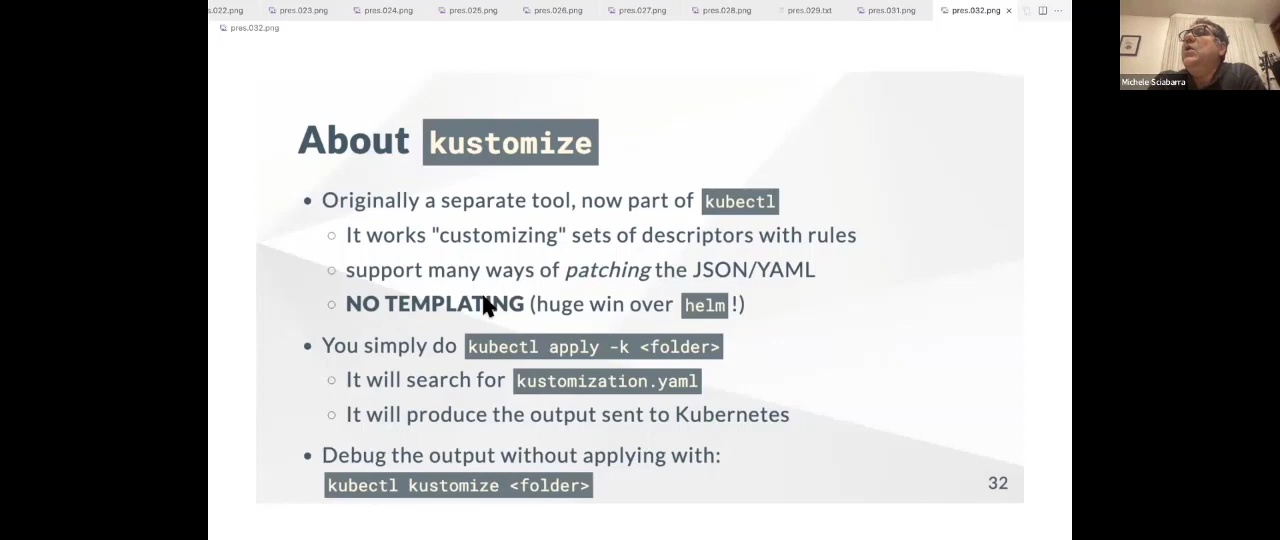 022.png pres.023.png pres.024.png pres.025.png pres.026.png pres.027.png pres.028.png pres.029.txt pres.031.png pres.032.png
pres.032.png
Michele Sciabarra
About kustomize
Originally a separate tool, now part of kubectl
It works "customizing" sets of descriptors with rules
support many ways of patching the JSON/YAML
NO TEMPLATING (huge win over helm!)
You simply do kubectl apply -k <folder>
It will search for kustomization.yaml
It will produce the output sent to Kubernetes
Debug the output without applying with:
kubectl kustomize <folder>
32